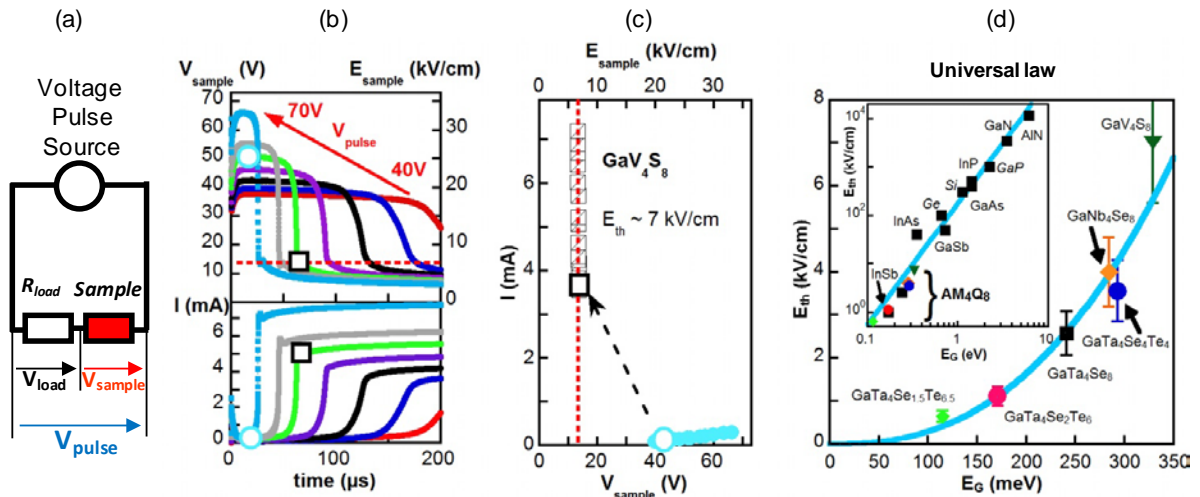 (a)
Voltage
Pulse
Source
R_load
Sample
V_load
V_sample
V_pulse
(b)
V_sample (V)
E_sample (kV/cm)
70
60
50
40
30
20
10
30
20
10
0
70V
V_pulse
40V
I (mA)
6
4
2
0
0
50
100
200
time (µs)
(c)
E_sample (kV/cm)
0
10
20
30
I (mA)
8
6
4
2
0
GaV4S8
E_th ~ 7 kV/cm
0
20
40
60
V_sample (V)
(d)
Universal law
E_th (kV/cm)
8
6
4
2
0
0
50
100
150
200
250
300
350
E_G (meV)
GaV4S8
GaNb4Se8
GaTa4Se4Te4
GaTa4Se8
GaTa4Se2Te6
GaTa4Se1.5Te6.5
E_th (kV/cm)
10^4
10^2
10^0
0.1
1
10
E_G (eV)
GaN
AlN
InP
GaP
Si
GaAs
Ge
InAs
GaSb
InSb
AM4Q8